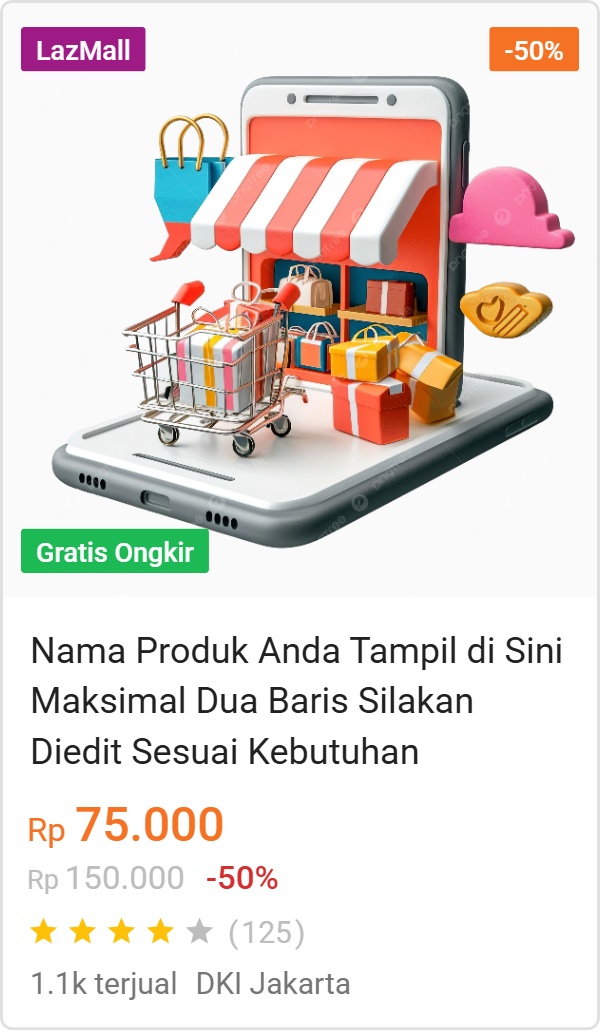 LazMall
-50%
Gratis Ongkir
Nama Produk Anda Tampil di Sini
Maksimal Dua Baris Silakan
Diedit Sesuai Kebutuhan
Rp 75.000
Rp 150.000 -50%
(125)
1.1k terjual DKI Jakarta